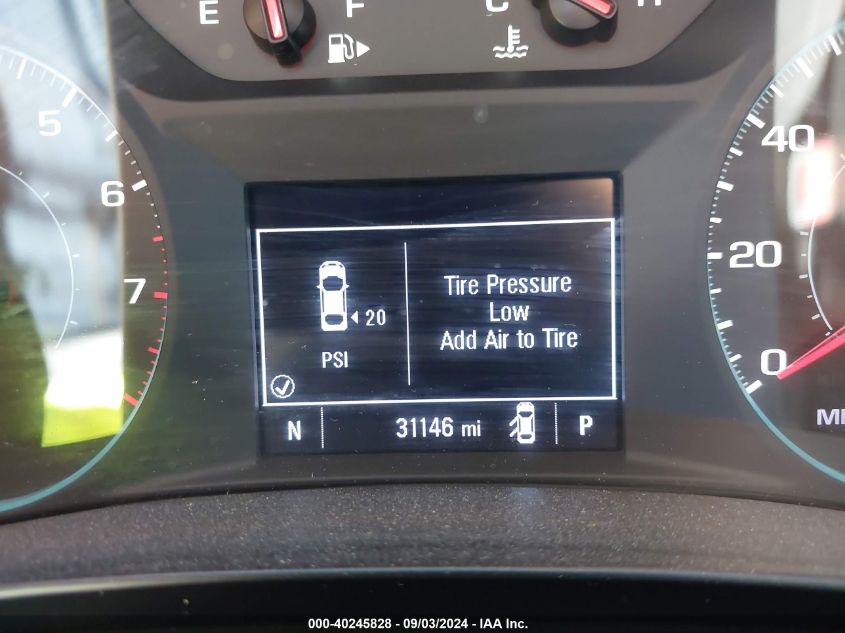 E F C H
5
6
7
40
20
0
Tire Pressure
Low
Add Air to Tire
20
PSI
N 31146 mi P
000-40245828 - 09/03/2024 - IAA Inc.